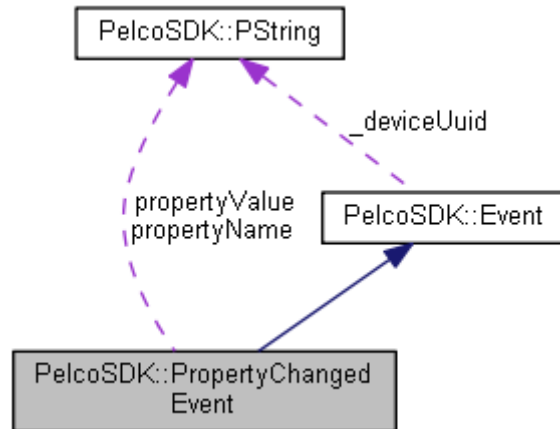 PelcoSDK::PString
_deviceUuid
propertyValue
propertyName
PelcoSDK::Event
PelcoSDK::PropertyChanged
Event